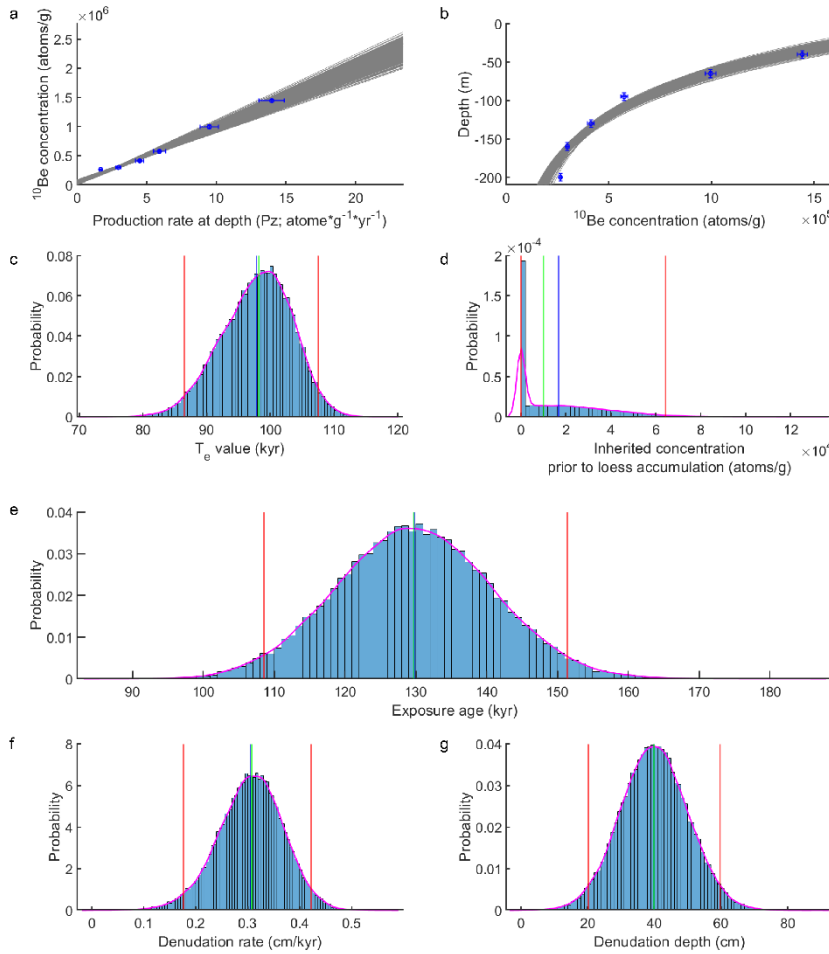 a
×10⁶
2.5
2
1.5
1
0.5
0
¹⁰Be concentration (atoms/g)
0 5 10 15 20
Production rate at depth (Pz; atome*g⁻¹*yr⁻¹)
b
0
-50
-100
-150
-200
Depth (m)
5 10 15
¹⁰Be concentration (atoms/g)
c
0.08
0.06
0.04
0.02
0
Probability
70 80 90 100 110 120
Tₑ value (kyr)
d
×10⁻⁴
2
1.5
1
0.5
0
Probability
0 2 4 6 8 10 12
Inherited concentration
prior to loess accumulation (atoms/g)
e
0.04
0.03
0.02
0.01
0
Probability
90 100 110 120 130 140 150 160 170 180
Exposure age (kyr)
f
8
6
4
2
0
Probability
0 0.1 0.2 0.3 0.4 0.5
Denudation rate (cm/kyr)
g
0.04
0.03
0.02
0.01
0
Probability
0 20 40 60 80
Denudation depth (cm)